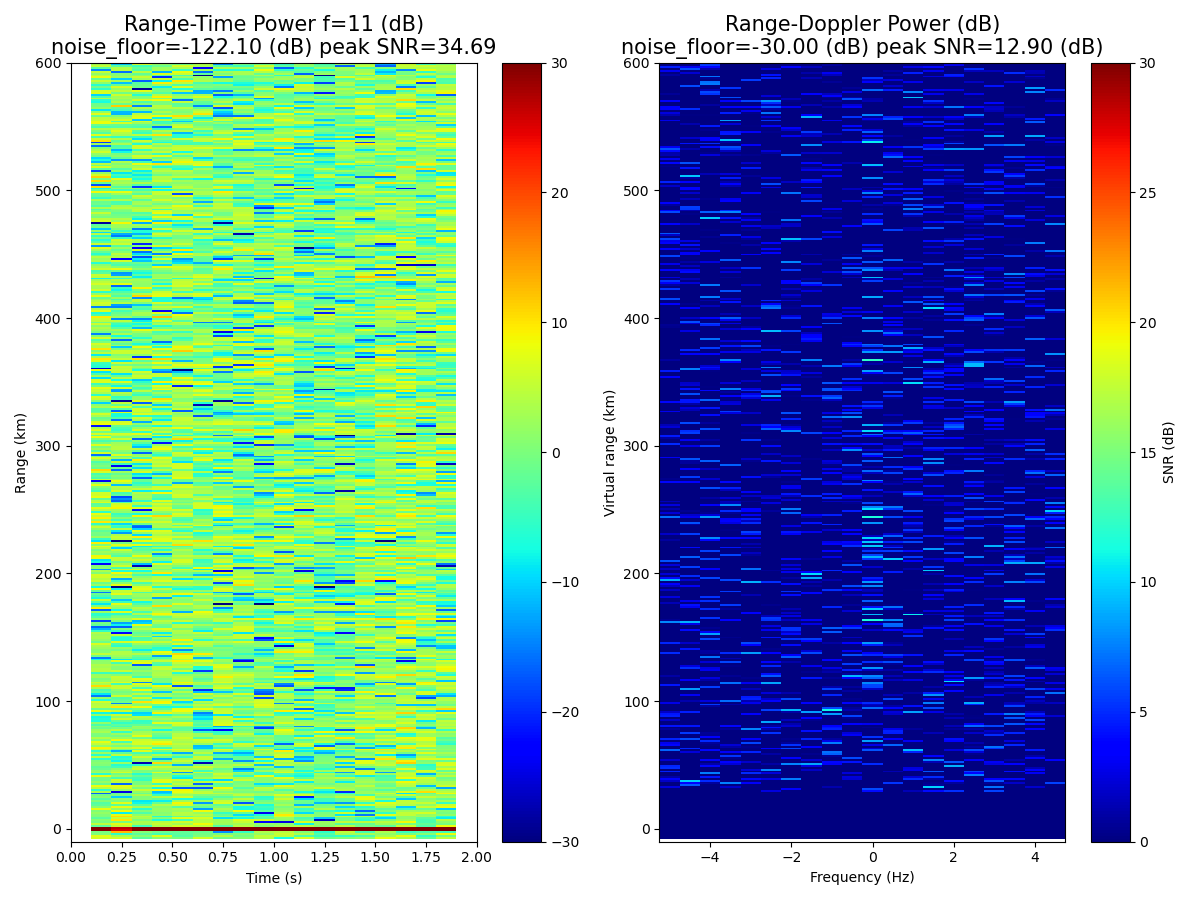 Range-Time Power f=11 (dB)
noise_floor=-122.10 (dB) peak SNR=34.69
600
500
400
300
200
100
0
Range (km)
0.00 0.25 0.50 0.75 1.00 1.25 1.50 1.75 2.00
Time (s)
30
20
10
0
−10
−20
−30
Range-Doppler Power (dB)
noise_floor=-30.00 (dB) peak SNR=12.90 (dB)
600
500
400
300
200
100
0
Virtual range (km)
−4 −2 0 2 4
Frequency (Hz)
30
25
20
15
10
5
0
SNR (dB)